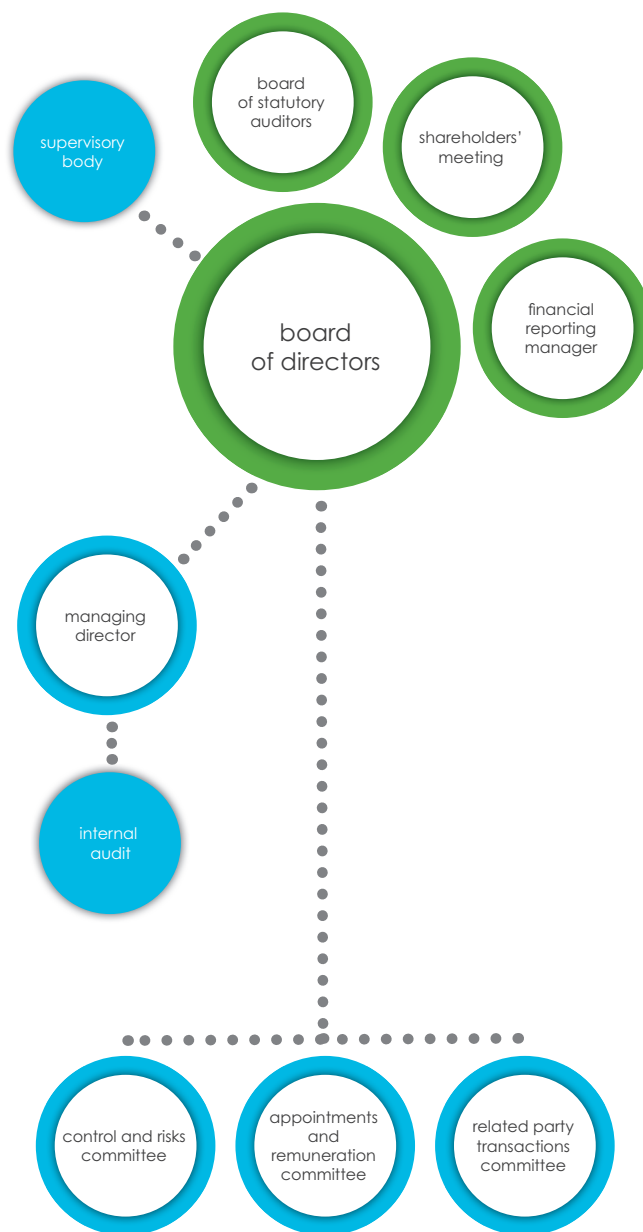 board
of statutory
auditors
shareholders’
meeting
supervisory
body
financial
reporting
manager
board
of directors
managing
director
internal
audit
control and risks
committee
appointments
and
remuneration
committee
related party
transactions
committee